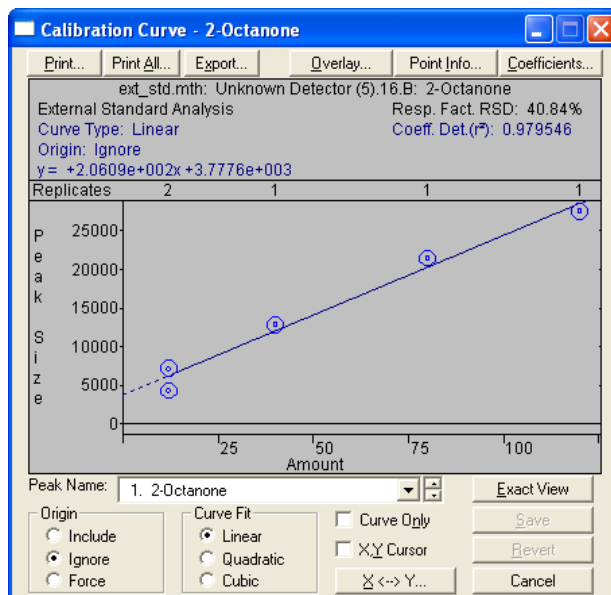 Calibration Curve - 2-Octanone
Print... Print All... Export... Overlay... Point Info... Coefficients...
ext_std.mth: Unknown Detector (5).16.B: 2-Octanone
External Standard Analysis Resp. Fact. RSD: 40.84%
Curve Type: Linear Coeff. Det.(r²): 0.979546
Origin: Ignore
y = +2.0609e+002x +3.7776e+003
Replicates 2 1 1 1
Peak Size
25000
20000
15000
10000
5000
0
25 50 75 100
Amount
Peak Name: 1. 2-Octanone Exact View
Origin Curve Fit Curve Only Save
Include Linear
Ignore Quadratic X,Y Cursor Revert
Force Cubic X <--> Y... Cancel